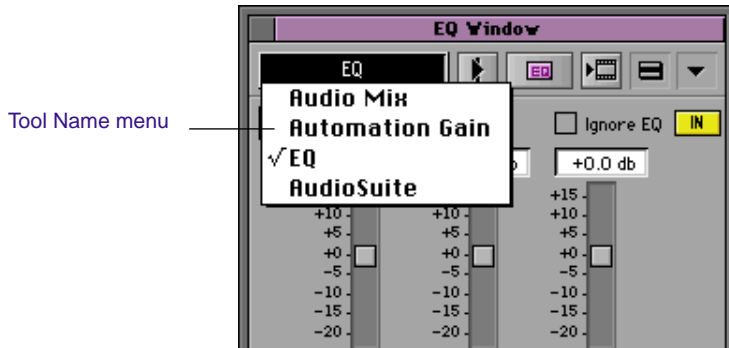 EQ Window
EQ
EQ
Audio Mix
Tool Name menu
Automation Gain
Ignore EQ
IN
√EQ
b
+0.0 db
AudioSuite
+15
+10 +10 +10
+5 +5 +5
+0 +0 +0
-5 -5 -5
-10 -10 -10
-15 -15 -15
-20 -20 -20